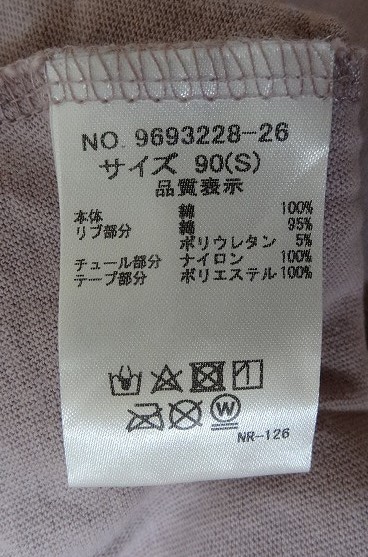 NO. 9693228-26
サイズ 90(S)
品質表示
本体 綿 100%
リブ部分 綿 95%
ポリウレタン 5%
チュール部分 ナイロン 100%
テープ部分 ポリエステル 100%
W
NR-126